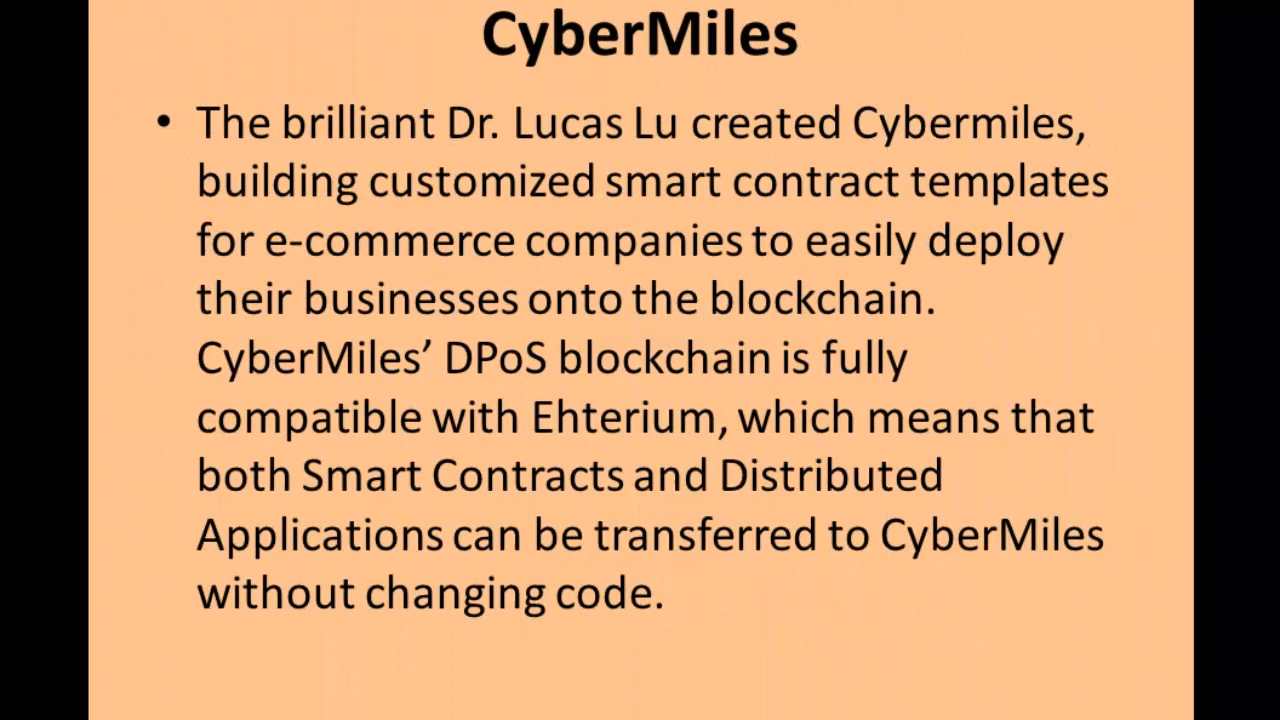 CyberMiles
• The brilliant Dr. Lucas Lu created Cybermiles,
building customized smart contract templates
for e-commerce companies to easily deploy
their businesses onto the blockchain.
CyberMiles’ DPoS blockchain is fully
compatible with Ehterium, which means that
both Smart Contracts and Distributed
Applications can be transferred to CyberMiles
without changing code.